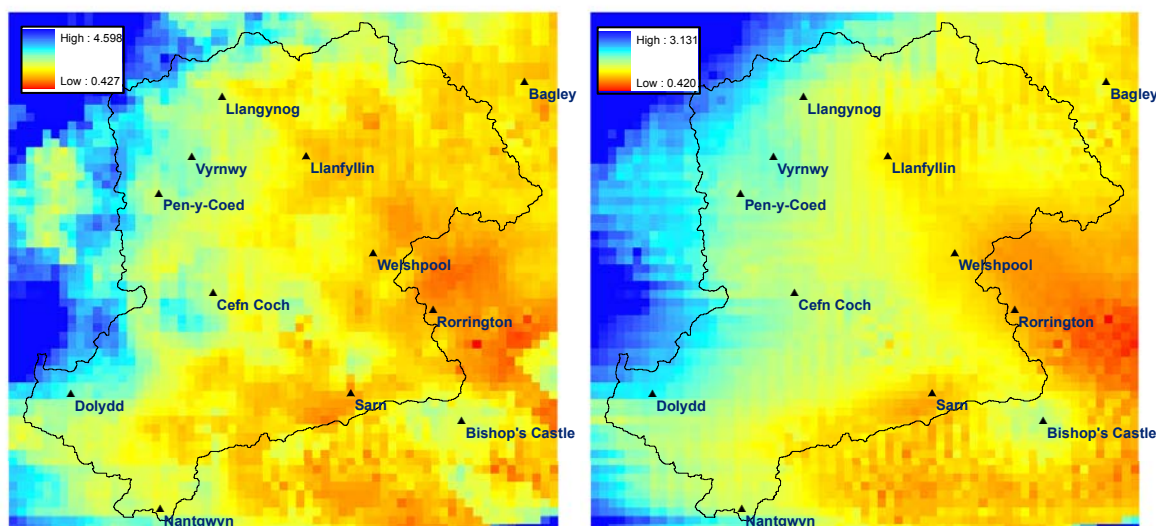 High : 4.598
Low : 0.427
Bagley
Llangynog
Vyrnwy
Llanfyllin
Pen-y-Coed
Welshpool
Cefn Coch
Rorrington
Dolydd
Sarn
Bishop's Castle
Nantgwyn
High : 3.131
Low : 0.420
Bagley
Llangynog
Vyrnwy
Llanfyllin
Pen-y-Coed
Welshpool
Cefn Coch
Rorrington
Dolydd
Sarn
Bishop's Castle
Nantgwyn